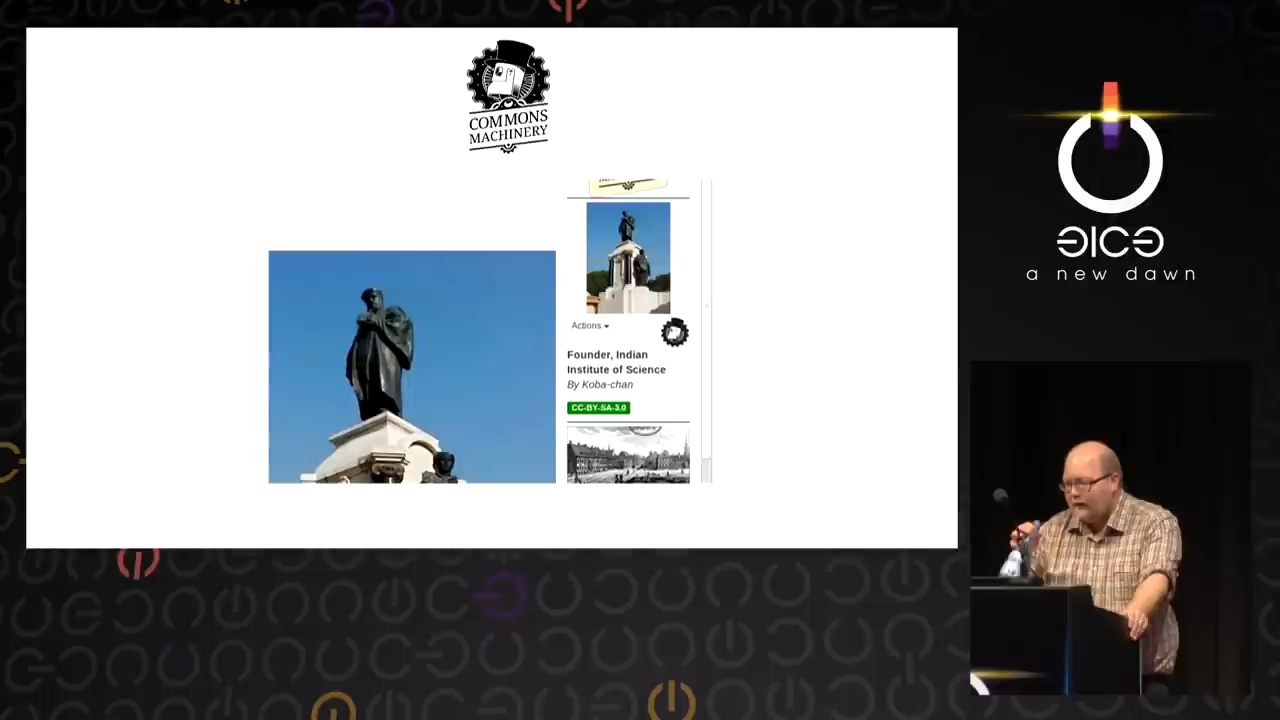 COMMONS
MACHINERY
Actions
Founder, Indian
Institute of Science
By Koba-chan
CC-BY-SA-3.0
a new dawn